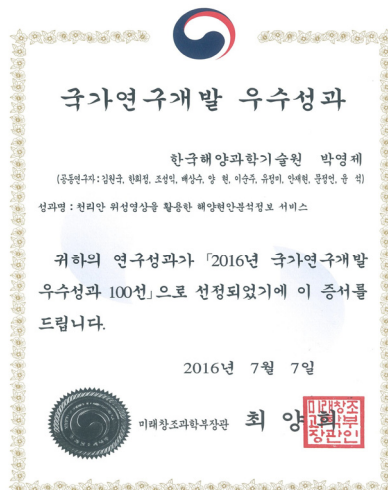 국가연구개발 우수성과
한국해양과학기술원 박영제
(공동연구자 : 김원국, 한희정, 조성익, 배상수, 양 현, 이순주, 유정미, 안재현, 문정언, 윤 석)
성과명 : 천리안 위성영상을 활용한 해양현안분석정보 서비스
귀하의 연구성과가 「2016년 국가연구개발
우수성과 100선」으로 선정되었기에 이 증서를
드립니다.
2016년 7월 7일
미래창조과학부장관 최 양 희
미래창조
과학부
장관인